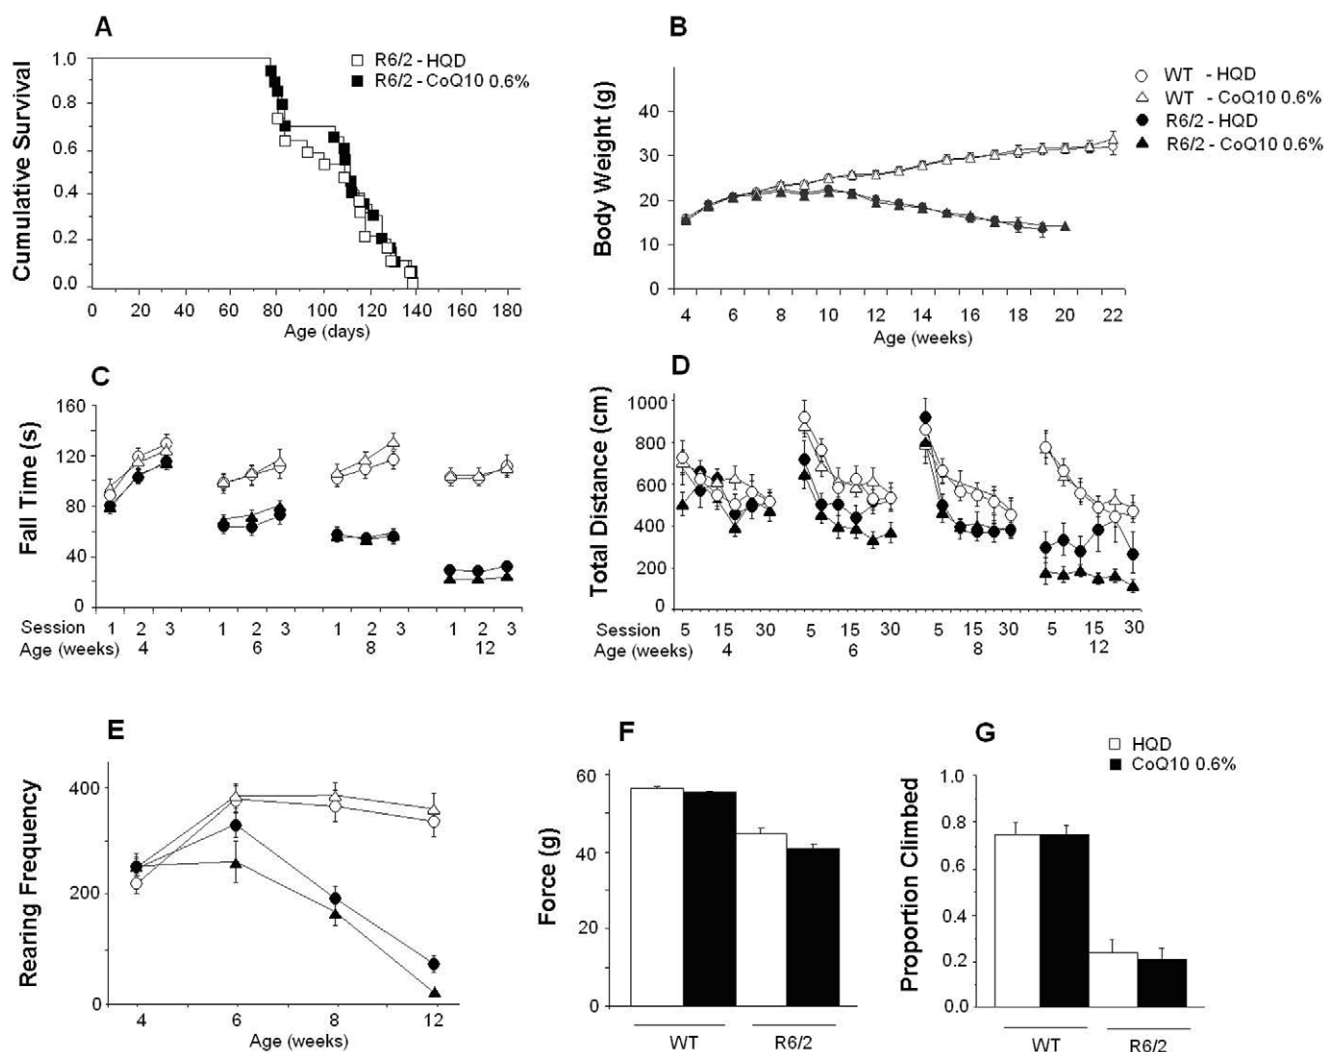 A
Cumulative Survival
1.0
0.8
0.6
0.4
0.2
0.0
R6/2 - HQD
R6/2 - CoQ10 0.6%
0 20 40 60 80 100 120 140 160 180
Age (days)
B
Body Weight (g)
40
30
20
10
0
WT - HQD
WT - CoQ10 0.6%
R6/2 - HQD
R6/2 - CoQ10 0.6%
4 6 8 10 12 14 16 18 20 22
Age (weeks)
C
Fall Time (s)
160
120
80
40
0
Session 1 2 3 1 2 3 1 2 3 1 2 3
Age (weeks) 4 6 8 12
D
Total Distance (cm)
1000
800
600
400
200
0
Session 5 15 30 5 15 30 5 15 30 5 15 30
Age (weeks) 4 6 8 12
E
Rearing Frequency
400
200
0
4 6 8 12
Age (weeks)
F
Force (g)
60
40
20
0
WT R6/2
G
Proportion Climbed
HQD
CoQ10 0.6%
1.0
0.8
0.6
0.4
0.2
0.0
WT R6/2